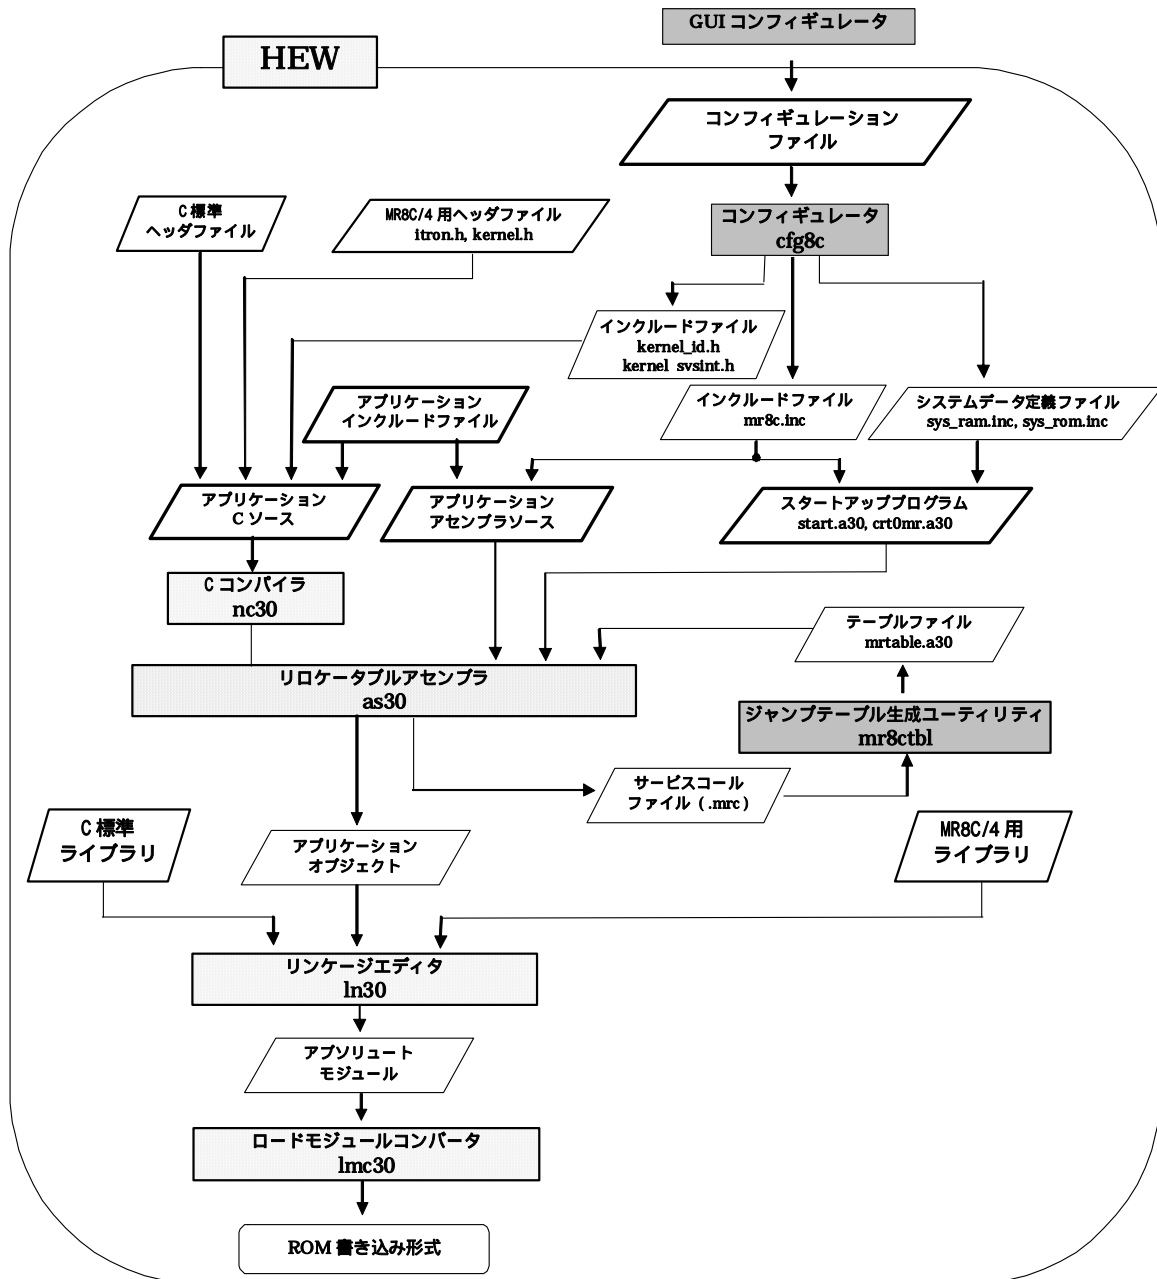 GUI コンフィギュレータ
HEW
コンフィギュレーション
ファイル
C 標準
ヘッダファイル
MR8C/4 用ヘッダファイル
itron.h, kernel.h
コンフィギュレータ
cfg8c
インクルードファイル
kernel_id.h
kernel_sysint.h
アプリケーション
インクルードファイル
インクルードファイル
mr8c.inc
システムデータ定義ファイル
sys_ram.inc, sys_rom.inc
アプリケーション
C ソース
アプリケーション
アセンブラソース
スタートアッププログラム
start.a30, crt0mr.a30
C コンパイラ
nc30
テーブルファイル
mrtable.a30
リロケータブルアセンブラ
as30
ジャンプテーブル生成ユーティリティ
mr8ctbl
サービスコール
ファイル ( .mrc )
C 標準
ライブラリ
アプリケーション
オブジェクト
MR8C/4 用
ライブラリ
リンケージエディタ
ln30
アブソリュート
モジュール
ロードモジュールコンバータ
lmc30
ROM 書き込み形式